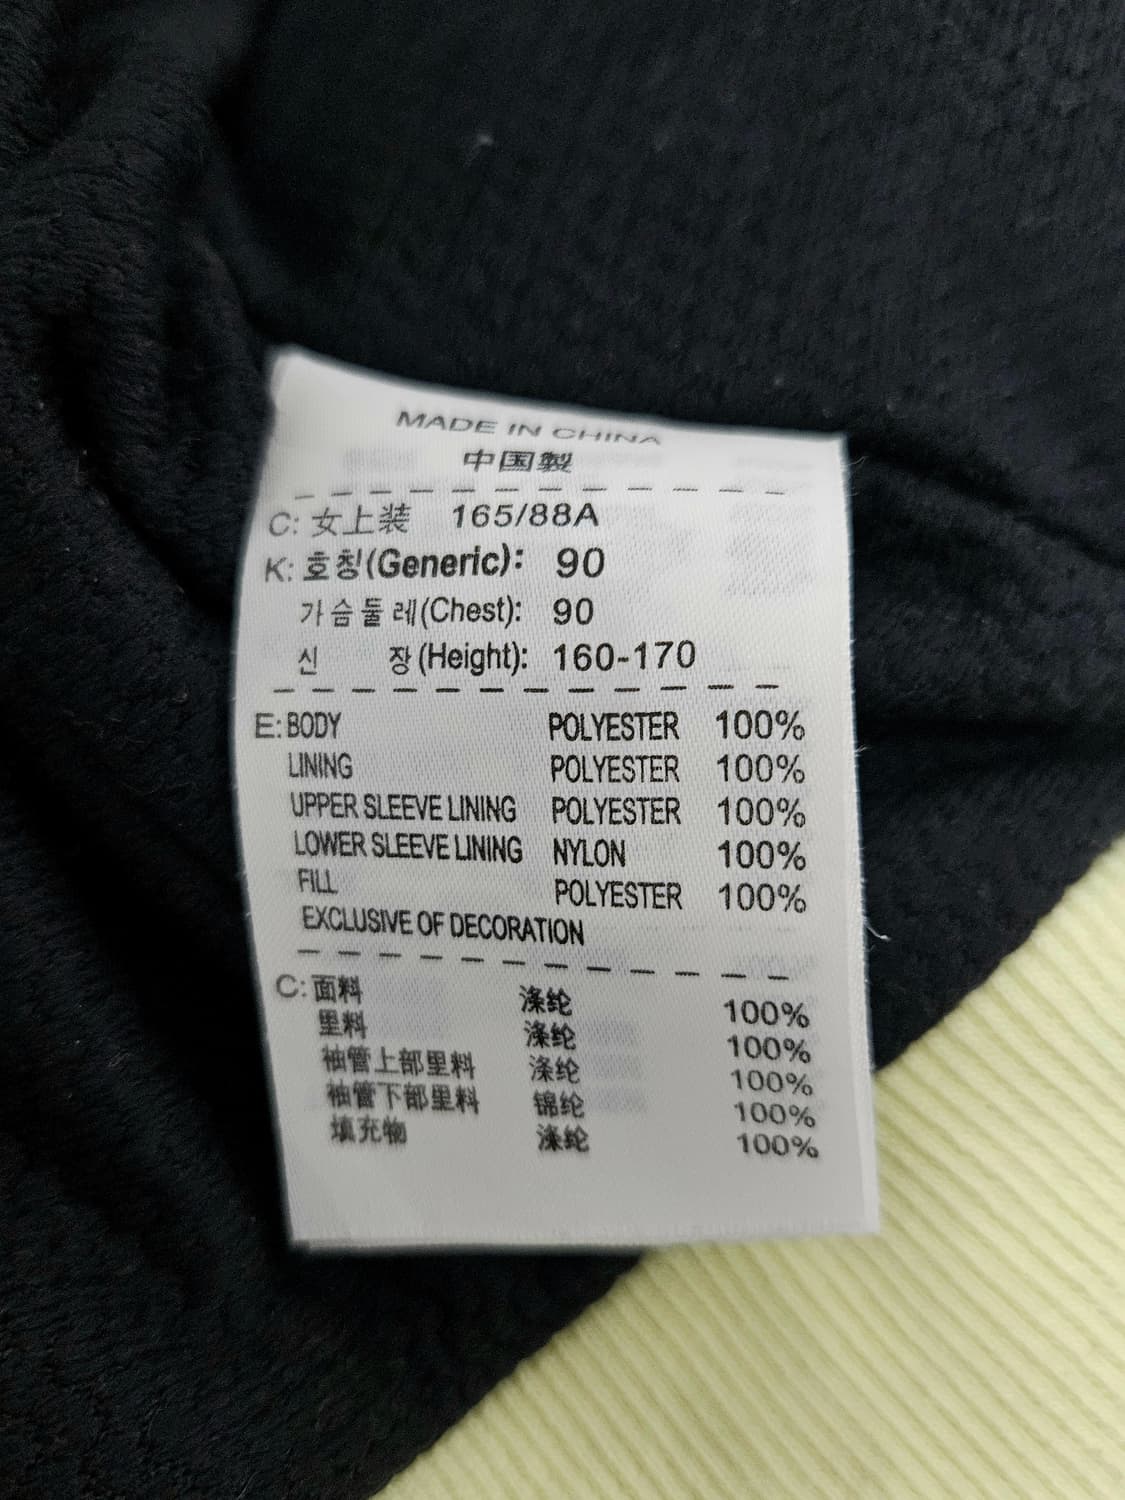 MADE IN CHINA
中国製
C: 女上装 165/88A
K: 호칭(Generic): 90
가슴둘레(Chest): 90
신 장(Height): 160-170
E: BODY POLYESTER 100%
LINING POLYESTER 100%
UPPER SLEEVE LINING POLYESTER 100%
LOWER SLEEVE LINING NYLON 100%
FILL POLYESTER 100%
EXCLUSIVE OF DECORATION
C: 面料 涤纶 100%
里料 涤纶 100%
袖管上部里料 涤纶 100%
袖管下部里料 锦纶 100%
填充物 涤纶 100%